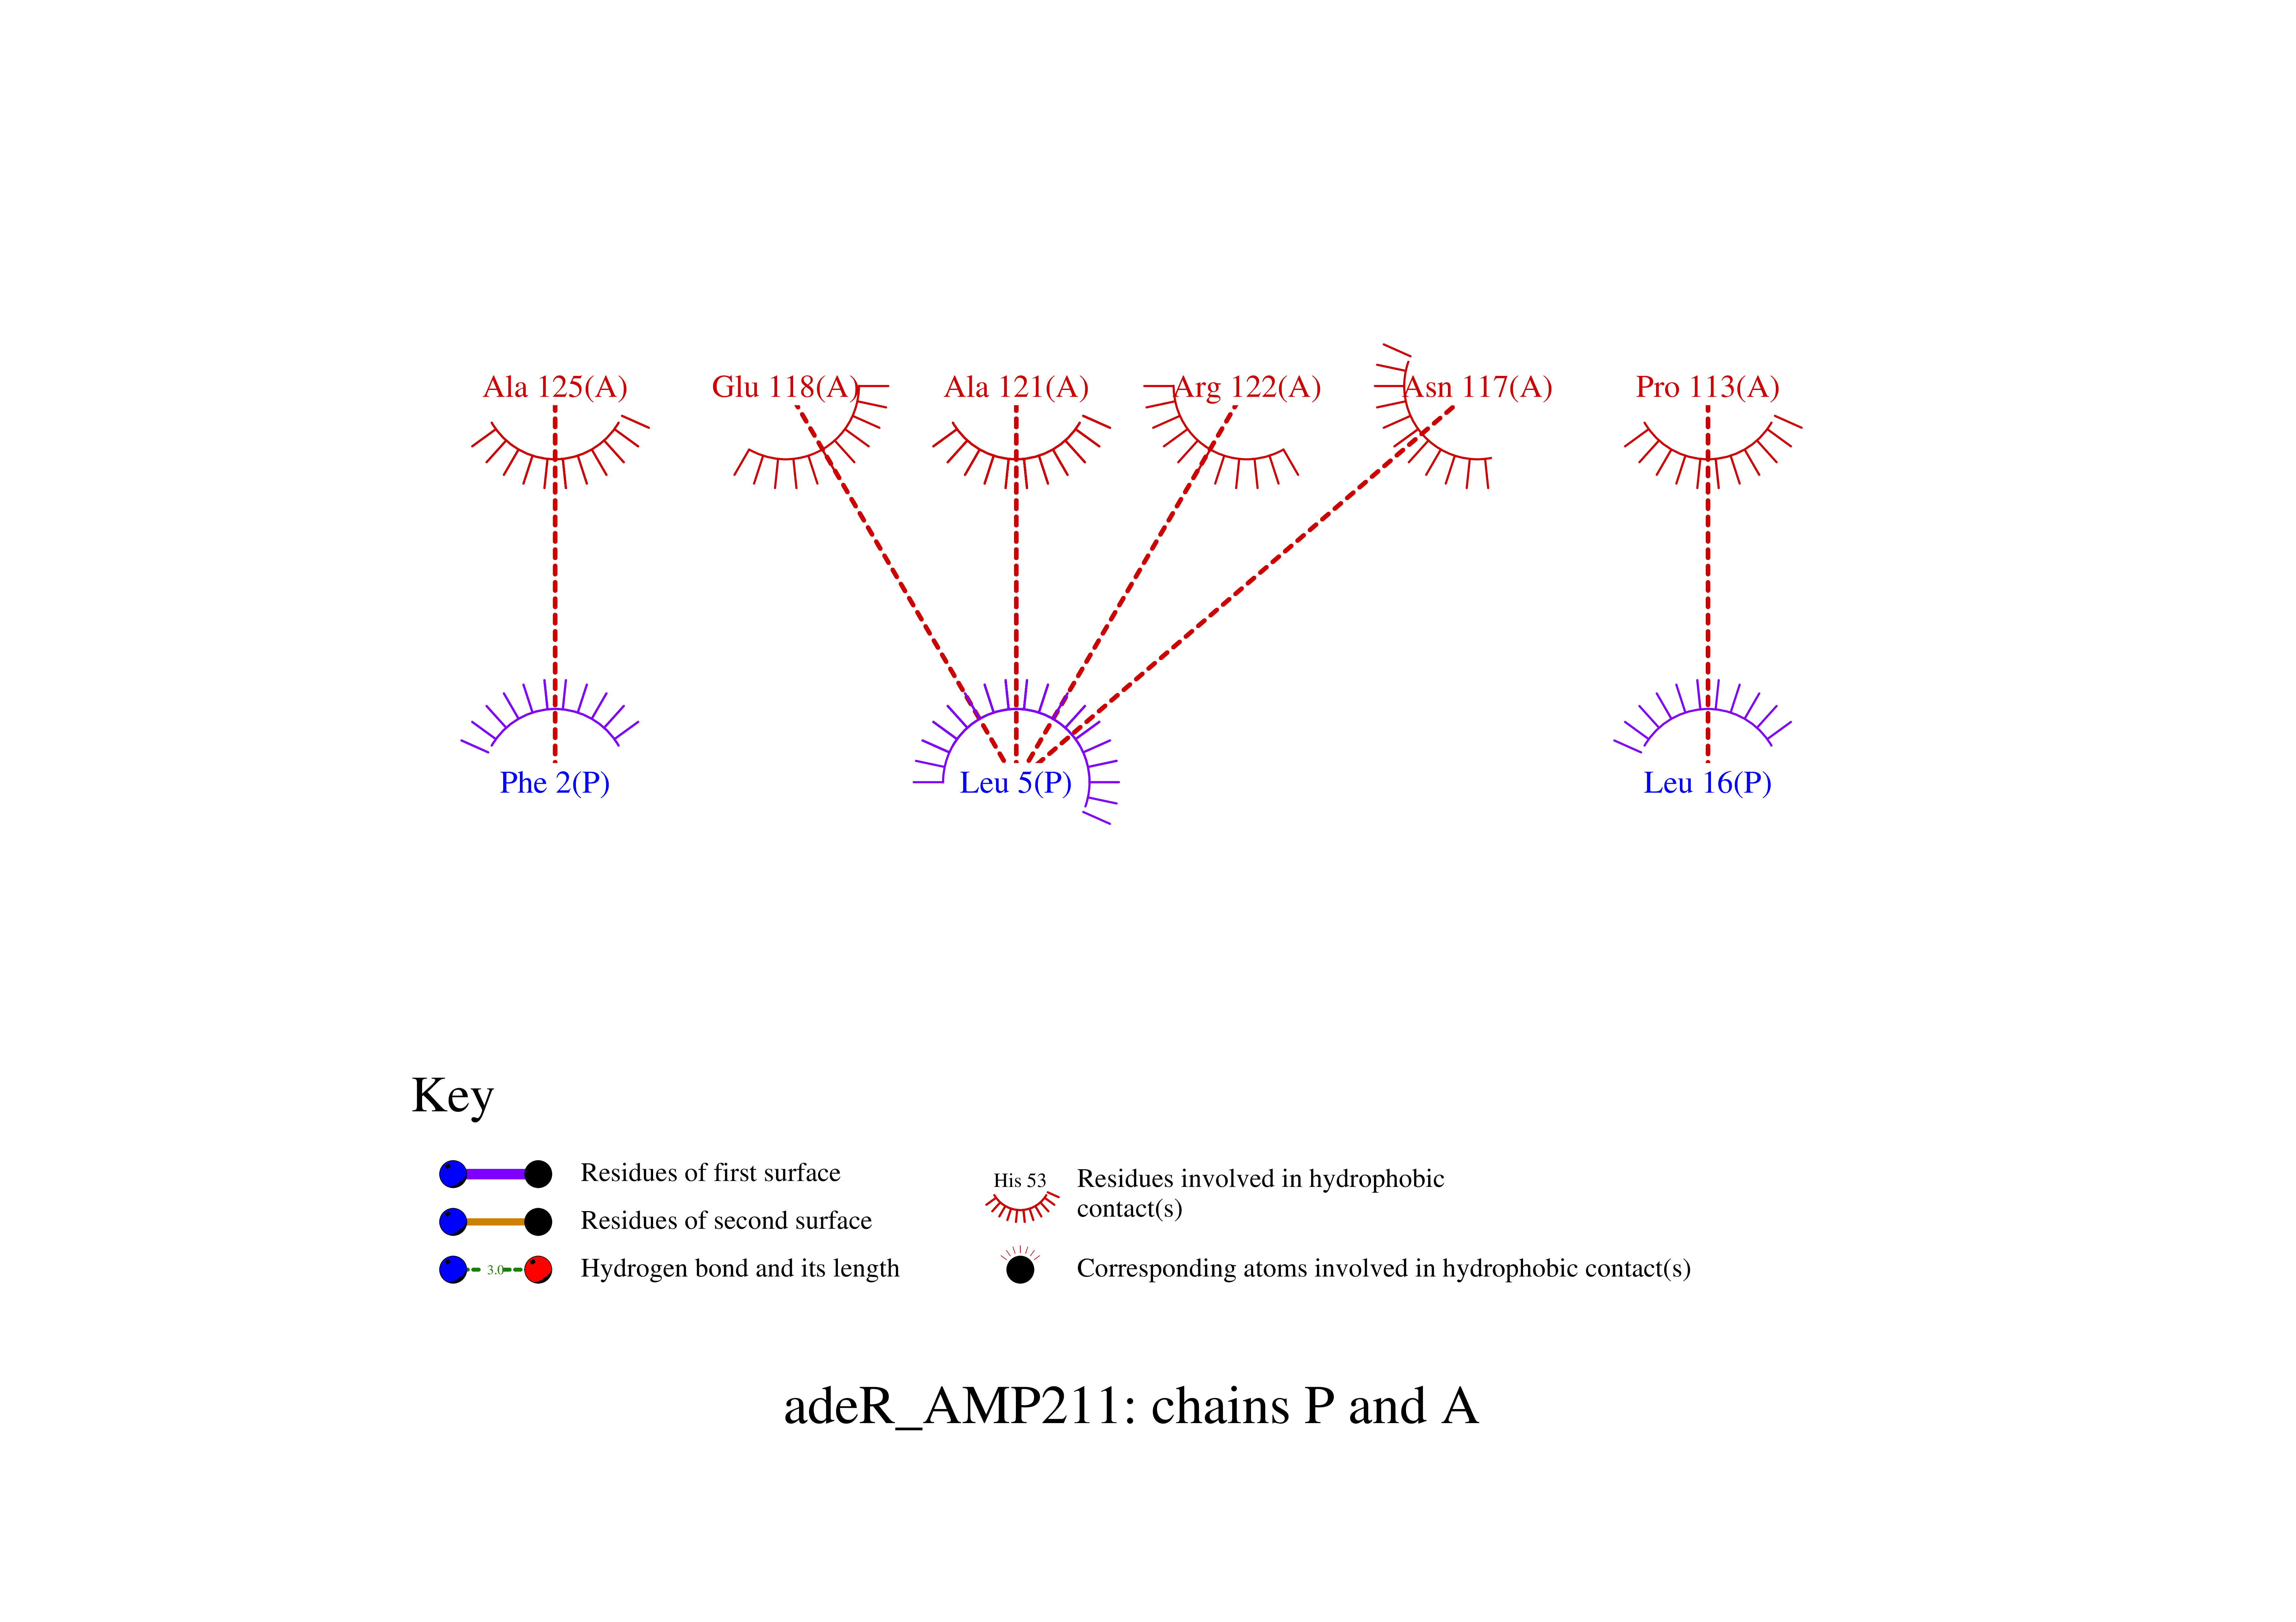 Ala 125(A)
Glu 118(A)
Ala 121(A)
Arg 122(A)
Asn 117(A)
Pro 113(A)
Phe 2(P)
Leu 5(P)
Leu 16(P)
Key
Residues of first surface
Residues of second surface
3.0
Hydrogen bond and its length
His 53
Residues involved in hydrophobic
contact(s)
Corresponding atoms involved in hydrophobic contact(s)
adeR_AMP211: chains P and A